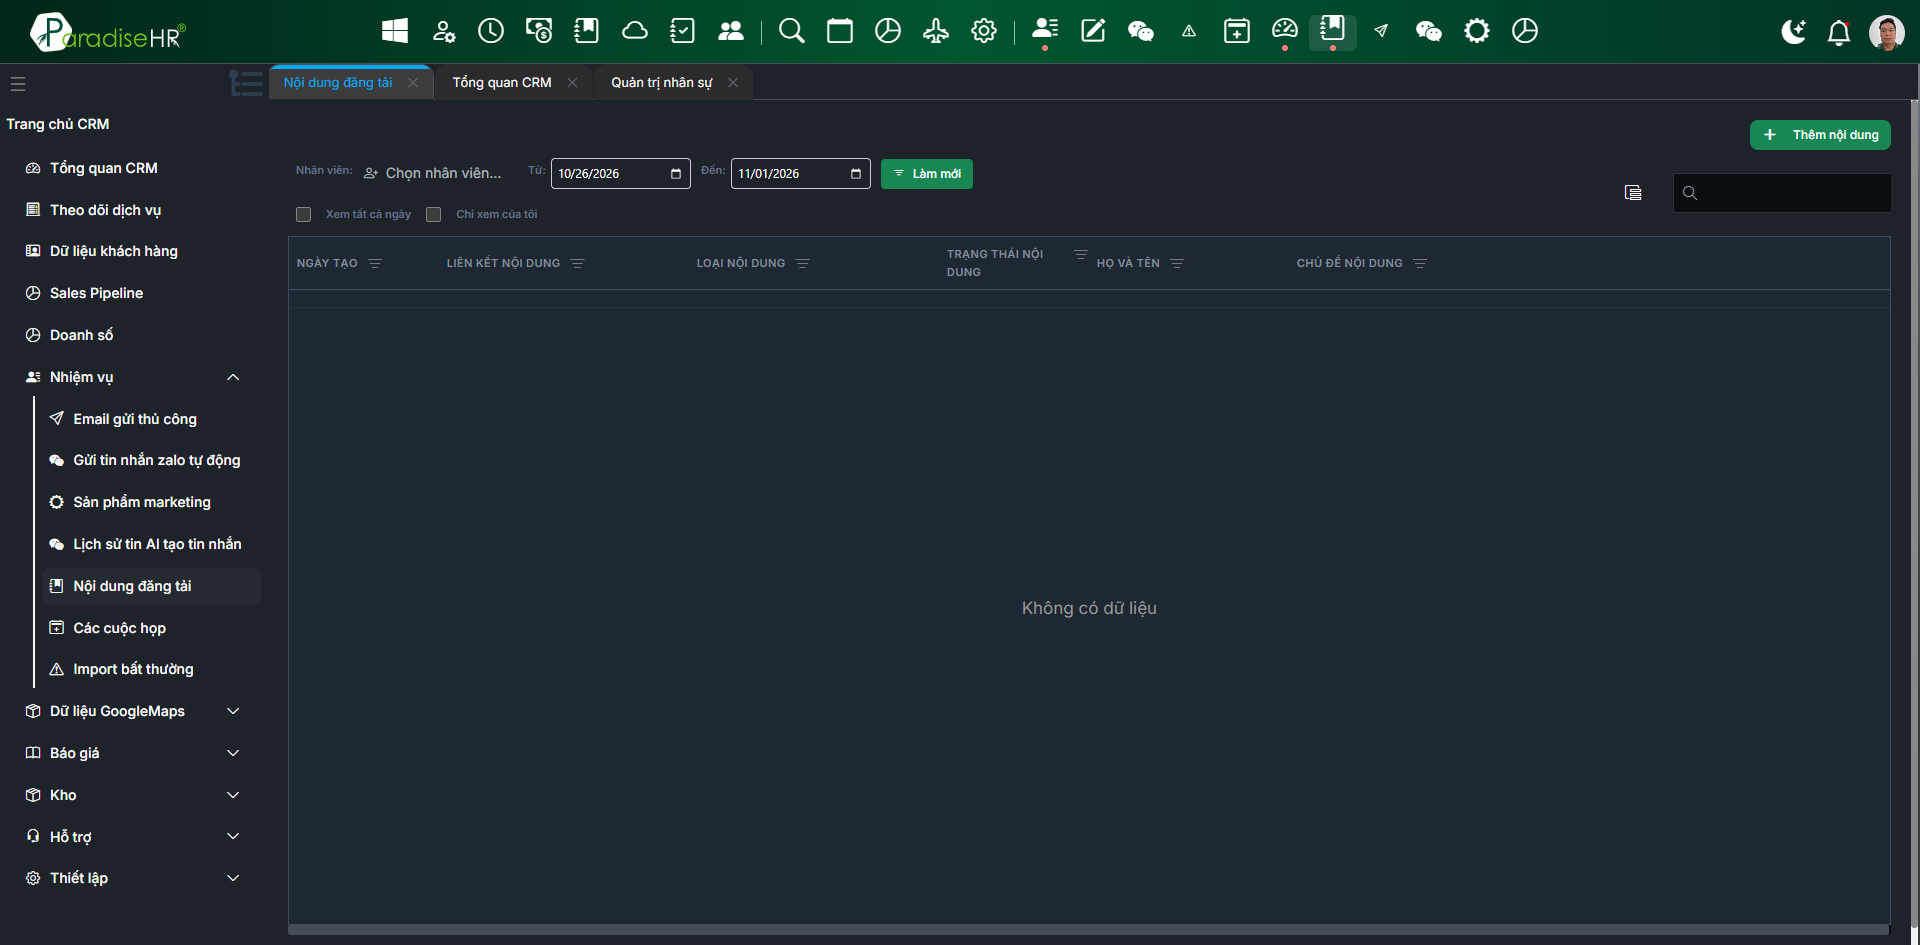 ParadiseHR®
Nội dung đăng tải
Tổng quan CRM
Quản trị nhân sự
Trang chủ CRM
Tổng quan CRM
Theo dõi dịch vụ
Dữ liệu khách hàng
Sales Pipeline
Doanh số
Nhiệm vụ
Email gửi thủ công
Gửi tin nhắn zalo tự động
Sản phẩm marketing
Lịch sử tin AI tạo tin nhắn
Nội dung đăng tải
Các cuộc họp
Import bất thường
Dữ liệu GoogleMaps
Báo giá
Kho
Hỗ trợ
Thiết lập
Thêm nội dung
Nhân viên: Chọn nhân viên... Từ: 10/26/2026 Đến: 11/01/2026 Làm mới
Xem tất cả ngày Chỉ xem của tôi
NGÀY TẠO LIÊN KẾT NỘI DUNG LOẠI NỘI DUNG TRẠNG THÁI NỘI DUNG HỌ VÀ TÊN CHỦ ĐỀ NỘI DUNG
Không có dữ liệu